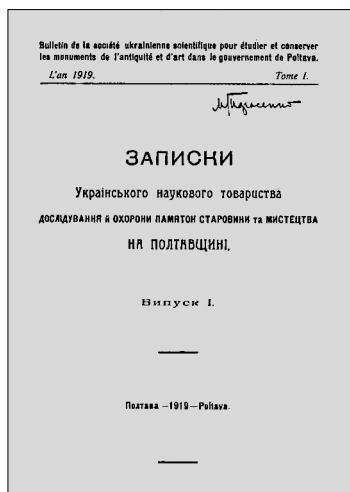 Bulletin de la société ukrainienne scientifique pour étudier et conserver
les monuments de l'antiquité et d'art dans le gouvernement de Poltava.
L'an 1919. Tome I.
ЗАПИСКИ
Українського наукового товариства
ДОСЛІДУВАННЯ й ОХОРОНИ ПАМЯТОК СТАРОВИНИ та МИСТЕЦТВА
НА ПОЛТАВЩИНІ.
Випуск I.
Полтава —1919— Poltava.